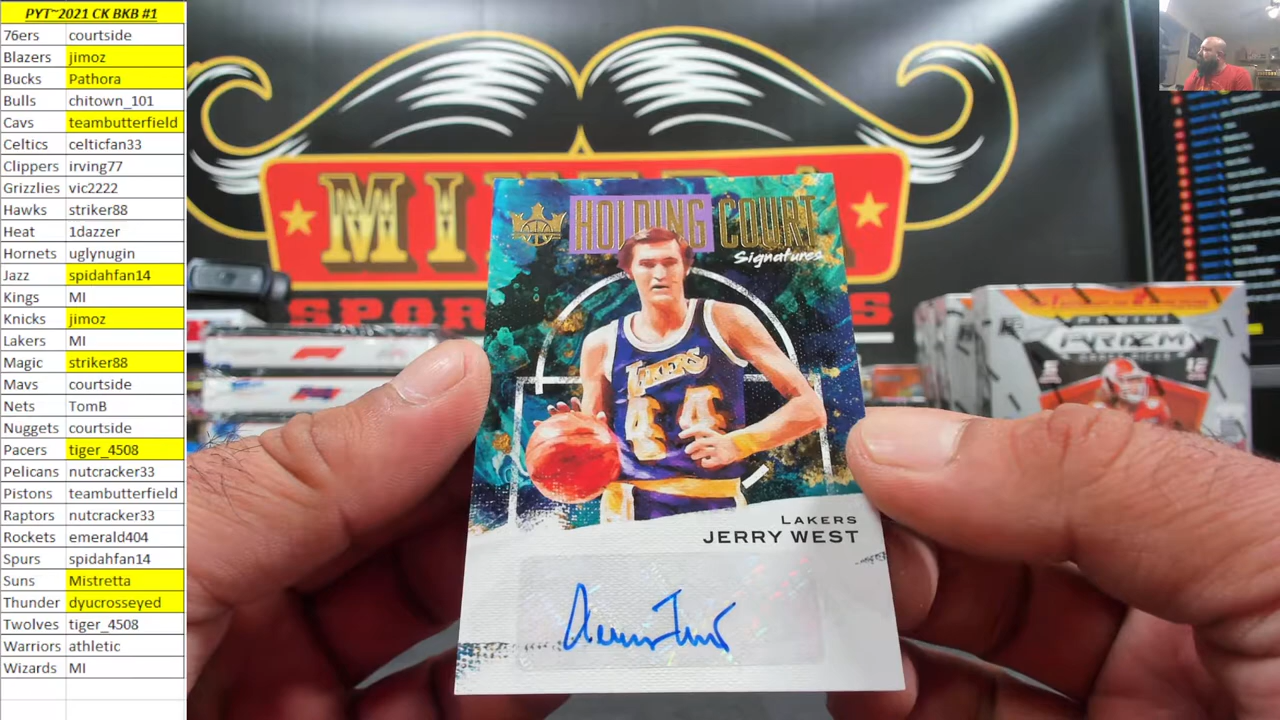 PYT~2021 CK BKB #1
76ers courtside
Blazers jimoz
Bucks Pathora
Bulls chitown_101
Cavs teambutterfield
Celtics celticfan33
Clippers irving77
Grizzlies vic2222
Hawks striker88
Heat 1dazzer
Hornets uglynugin
Jazz spidahfan14
Kings MI
Knicks jimoz
Lakers MI
Magic striker88
Mavs courtside
Nets TomB
Nuggets courtside
Pacers tiger_4508
Pelicans nutcracker33
Pistons teambutterfield
Raptors nutcracker33
Rockets emerald404
Spurs spidahfan14
Suns Mistretta
Thunder dyucrosseyed
Twolves tiger_4508
Warriors athletic
Wizards MI
HOLDING COURT
Signatures
LAKERS
44
LAKERS
JERRY WEST
PANINI
PRIZM